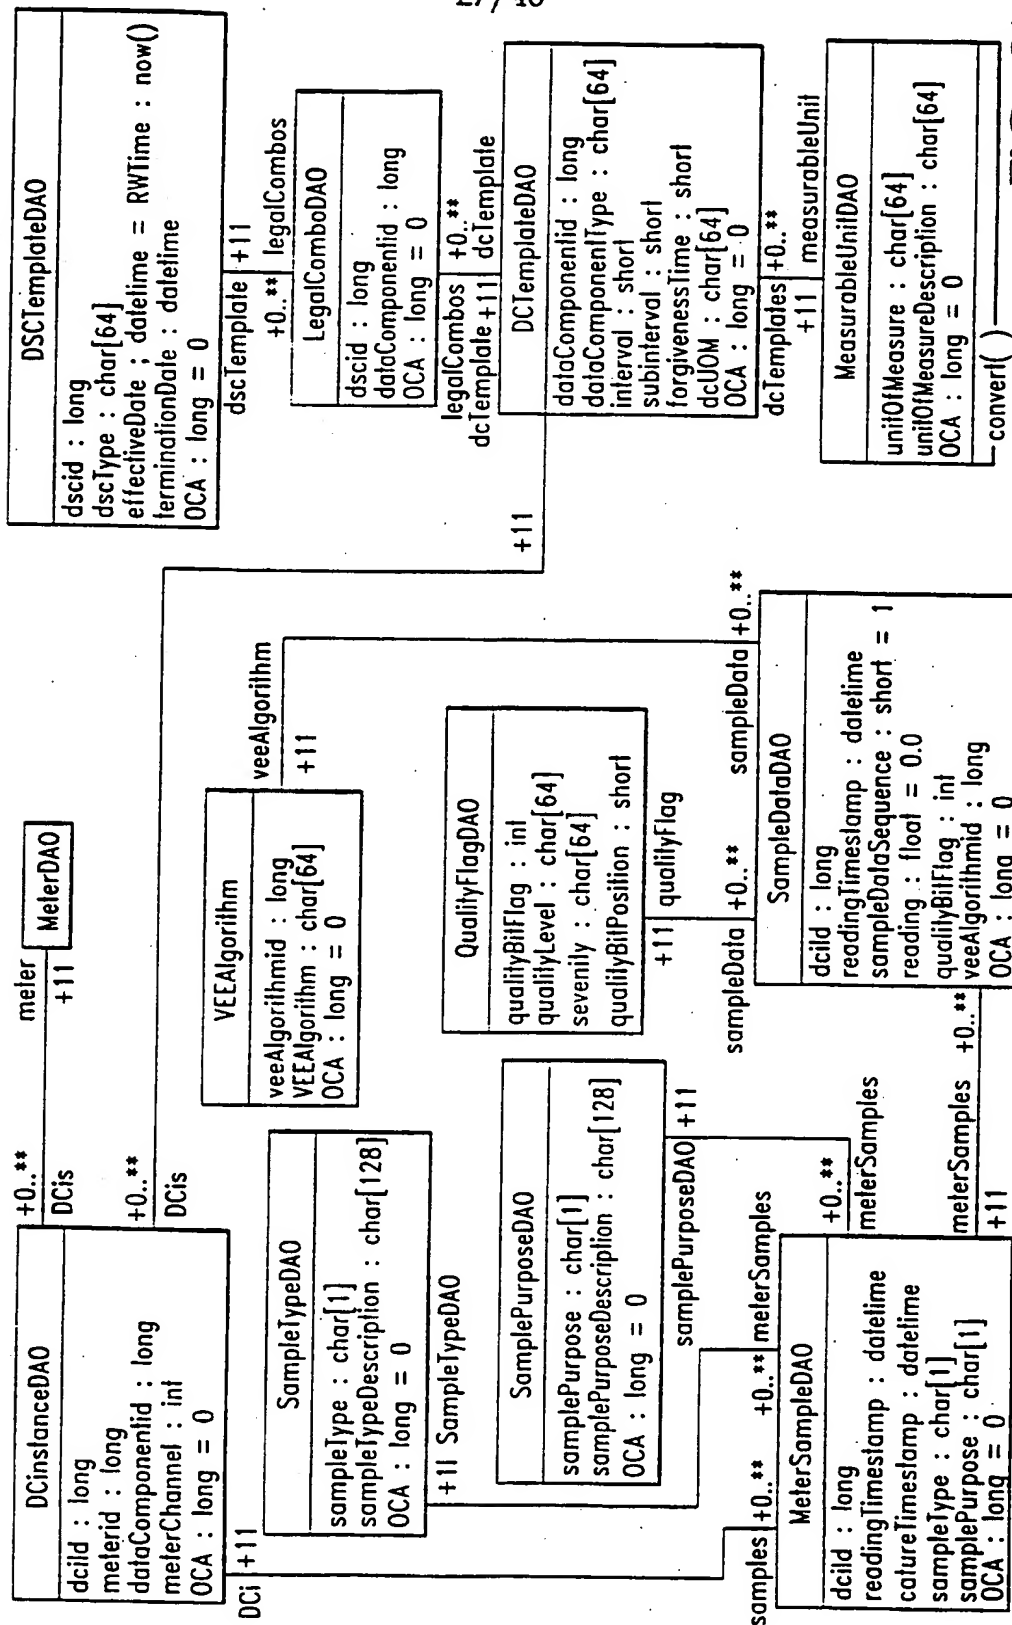 27/40
DCinstanceDAO
dciId : long
meterid : long
dataComponentid : long
meterChannel : int
OCA : long = 0
+0..** meter
DCis +11
MeterDAO
+0..**
DCis
DCi +11
DSCTemplateDAO
dscid : long
dscType : char[64]
effectiveDate ; datetime = RWTime : now()
terminationDate : datetime
OCA : long = 0
dscTemplate +11
+0..** legalCombos
LegalComboDAO
dscid : long
dataComponentid : long
OCA : long = 0
legalCombos +0..**
dcTemplate +11 dcTemplate
DCTemplateDAO
dataComponentid : long
dataComponentType : char[64]
interval : short
subinterval : short
forgivenessTime : short
dcUOM : char[64]
OCA : long = 0
+11
dcTemplates +0..**
+11 measurableUnit
MeasurableUnitDAO
unitOfMeasure : char[64]
unitOfMeasureDescription : char[64]
OCA : long = 0
convert( )
VEEAlgorithm
veeAlgorithmid : long
VEEAlgorithm : char[64]
OCA : long = 0
veeAlgorithm
+11
SampleTypeDAO
sampleType : char[1]
sampleTypeDescription : char[128]
OCA : long = 0
+11 SampleTypeDAO
QualityFlagDAO
qualityBitFlag : int
qualityLevel : char[64]
sevenity : char[64]
qualityBitPosition : short
+11 qualityFlag
SamplePurposeDAO
samplePurpose : char[1]
samplePurposeDescription : char[128]
OCA : long = 0
samplePurposeDAO +11
sampleData +0..**
sampleData +0..**
SampleDataDAO
dciId : long
readingTimestamp : datetime
sampleDataSequence : short = 1
reading : float = 0.0
qualityBitFlag : int
veeAlgorithmid : long
OCA : long = 0
samples +0..**
+0..** meterSamples
+0..**
meterSamples
MeterSampleDAO
dciId : long
readingTimestamp : datetime
catureTimestamp : datetime
sampleType : char[1]
samplePurpose : char[1]
OCA : long = 0
meterSamples +0..**
+11